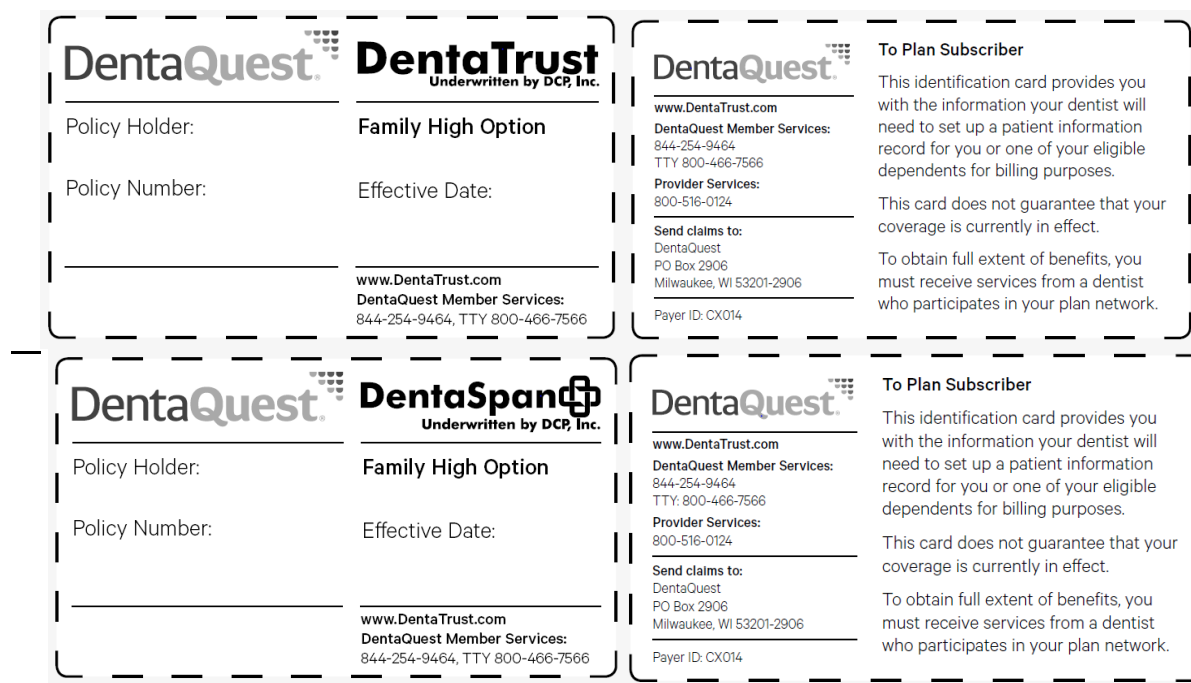 DentaQuest®
DentaTrust
Underwritten by DCP, Inc.
Policy Holder:
Family High Option
Policy Number:
Effective Date:
www.DentaTrust.com
DentaQuest Member Services:
844-254-9464, TTY 800-466-7566
DentaQuest®
www.DentaTrust.com
DentaQuest Member Services:
844-254-9464
TTY 800-466-7566
Provider Services:
800-516-0124
Send claims to:
DentaQuest
PO Box 2906
Milwaukee, WI 53201-2906
Payer ID: CX014
To Plan Subscriber
This identification card provides you
with the information your dentist will
need to set up a patient information
record for you or one of your eligible
dependents for billing purposes.
This card does not guarantee that your
coverage is currently in effect.
To obtain full extent of benefits, you
must receive services from a dentist
who participates in your plan network.
DentaQuest®
DentaSpan
Underwritten by DCP, Inc.
Policy Holder:
Family High Option
Policy Number:
Effective Date:
www.DentaTrust.com
DentaQuest Member Services:
844-254-9464, TTY 800-466-7566
DentaQuest®
www.DentaTrust.com
DentaQuest Member Services:
844-254-9464
TTY: 800-466-7566
Provider Services:
800-516-0124
Send claims to:
DentaQuest
PO Box 2906
Milwaukee, WI 53201-2906
Payer ID: CX014
To Plan Subscriber
This identification card provides you
with the information your dentist will
need to set up a patient information
record for you or one of your eligible
dependents for billing purposes.
This card does not guarantee that your
coverage is currently in effect.
To obtain full extent of benefits, you
must receive services from a dentist
who participates in your plan network.